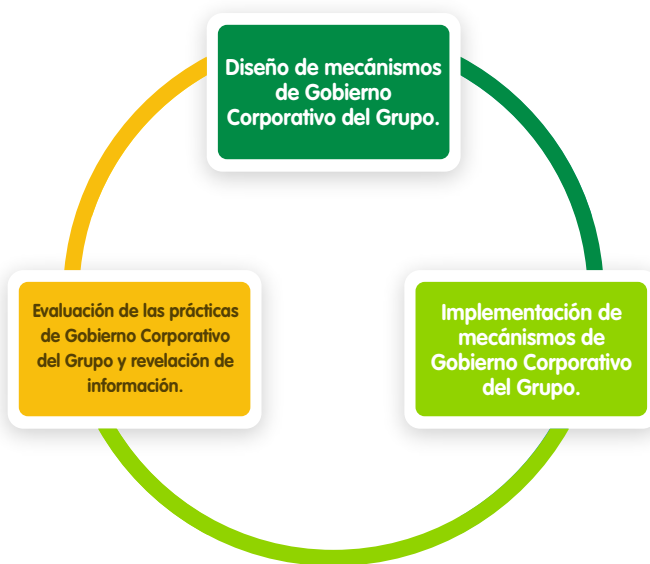 Diseño de mecánismos
de Gobierno
Corporativo del Grupo.
Implementación de
mecánismos de
Gobierno Corporativo
del Grupo.
Evaluación de las prácticas
de Gobierno Corporativo
del Grupo y revelación de
información.